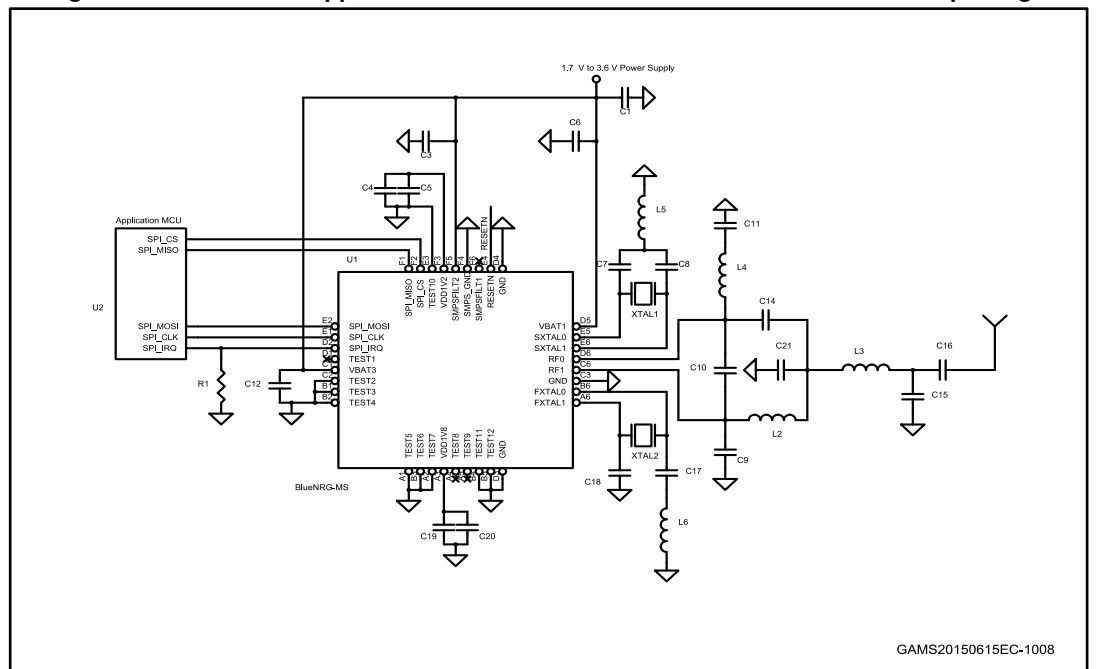 1.7 V to 3.6 V Power Supply
C1
C6
C3
C4
C5
L5
C11
RESETN
Application MCU
SPI_CS
SPI_MISO
U2
SPI_MOSI
SPI_CLK
SPI_IRQ
R1
C12
U1
F1
F2
E3
F3
F5
F4
F6
E4
D4
SPI_MISO
SPI_CS
TEST10
VDD1V2
SMPSFILT2
SMPS_GND
SMPSFILT1
RESETN
GND
C7
C8
XTAL1
L4
C14
E2
SPI_MOSI
E1
SPI_CLK
D2
SPI_IRQ
TEST1
VBAT3
C2
TEST2
B1
TEST3
B2
TEST4
VBAT1
D5
SXTAL0
E5
SXTAL1
E6
RF0
D6
RF1
C6
GND
C3
FXTAL0
B6
FXTAL1
A6
C10
C21
L3
C16
C15
L2
C9
TEST5
TEST6
TEST7
VDD1V8
TEST8
TEST9
TEST11
TEST12
GND
A1
A2
BlueNRG-MS
XTAL2
C18
C17
L6
C19
C20
GAMS20150615EC-1008